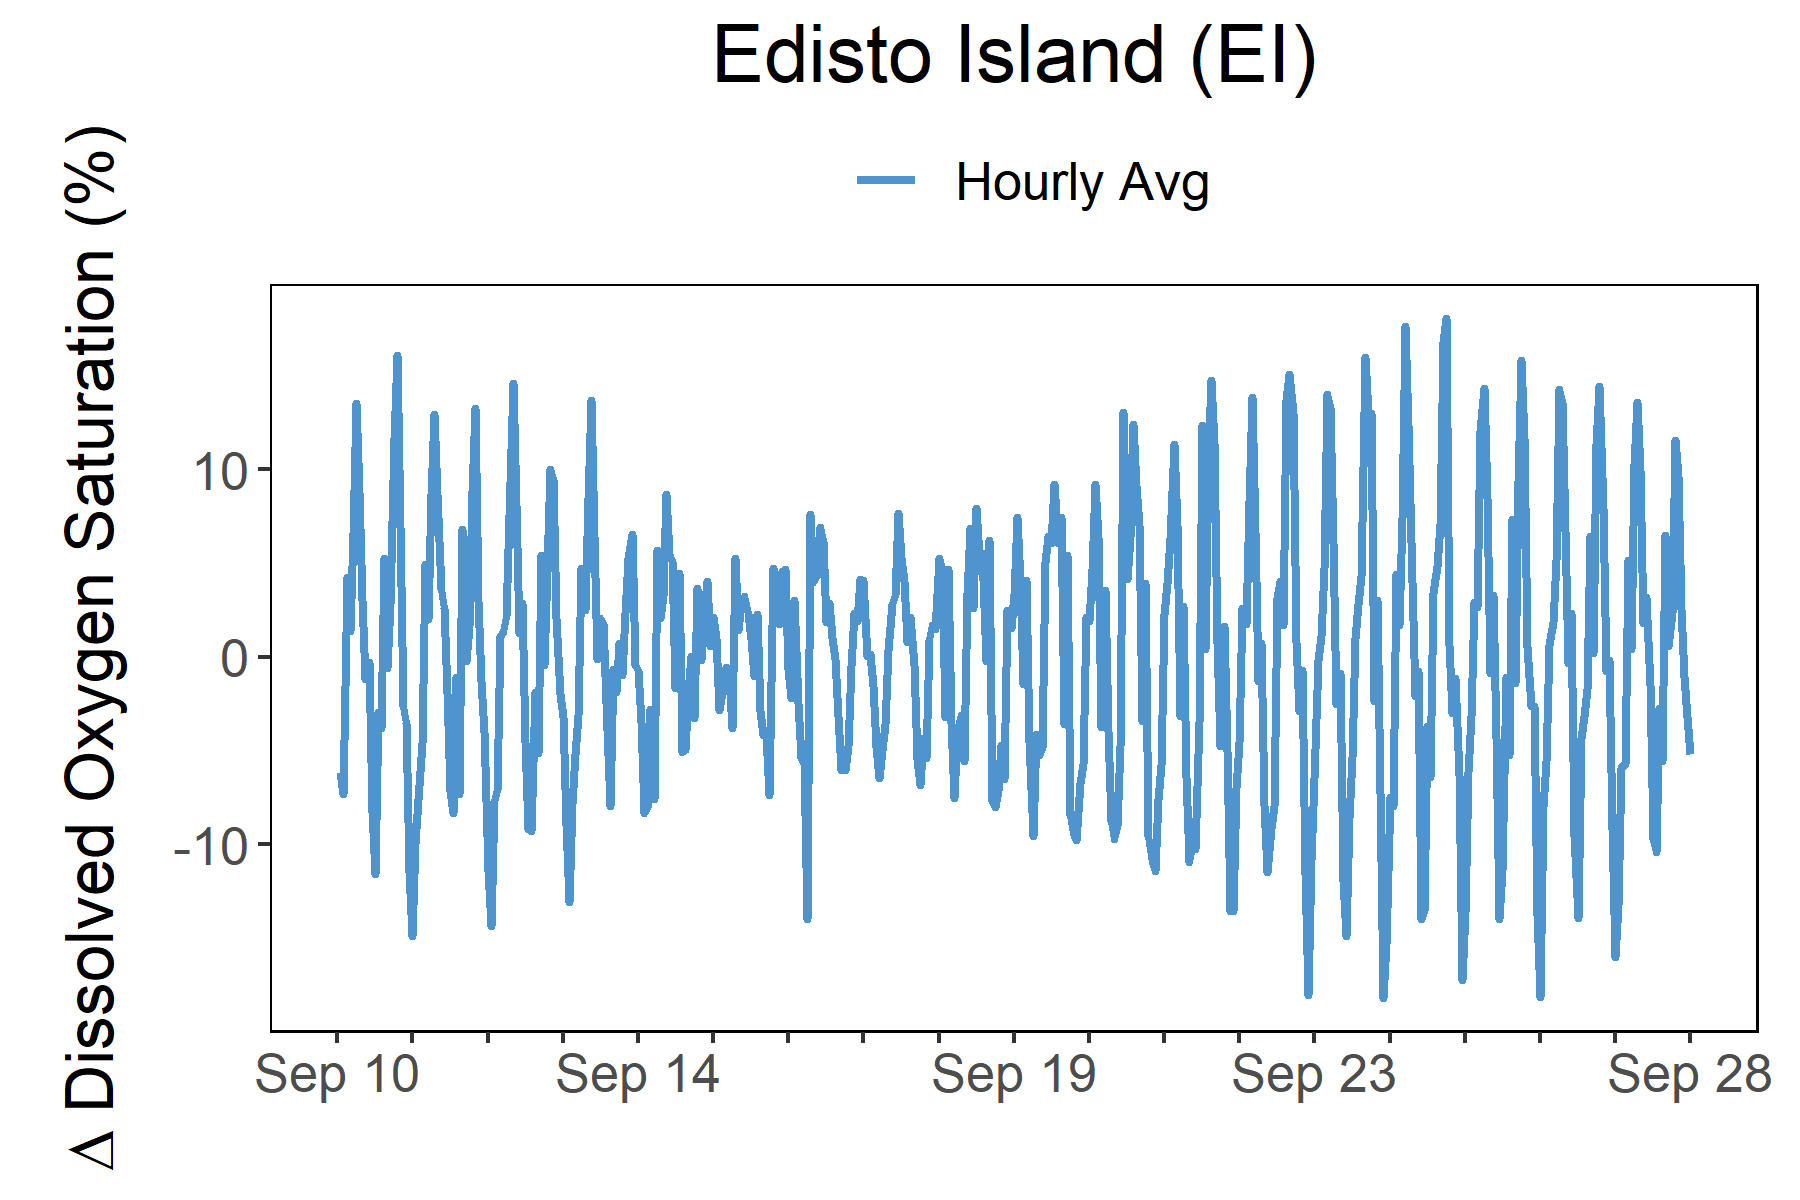 Edisto Island (EI)
Hourly Avg
Δ Dissolved Oxygen Saturation (%)
10
0
-10
Sep 10 Sep 14 Sep 19 Sep 23 Sep 28